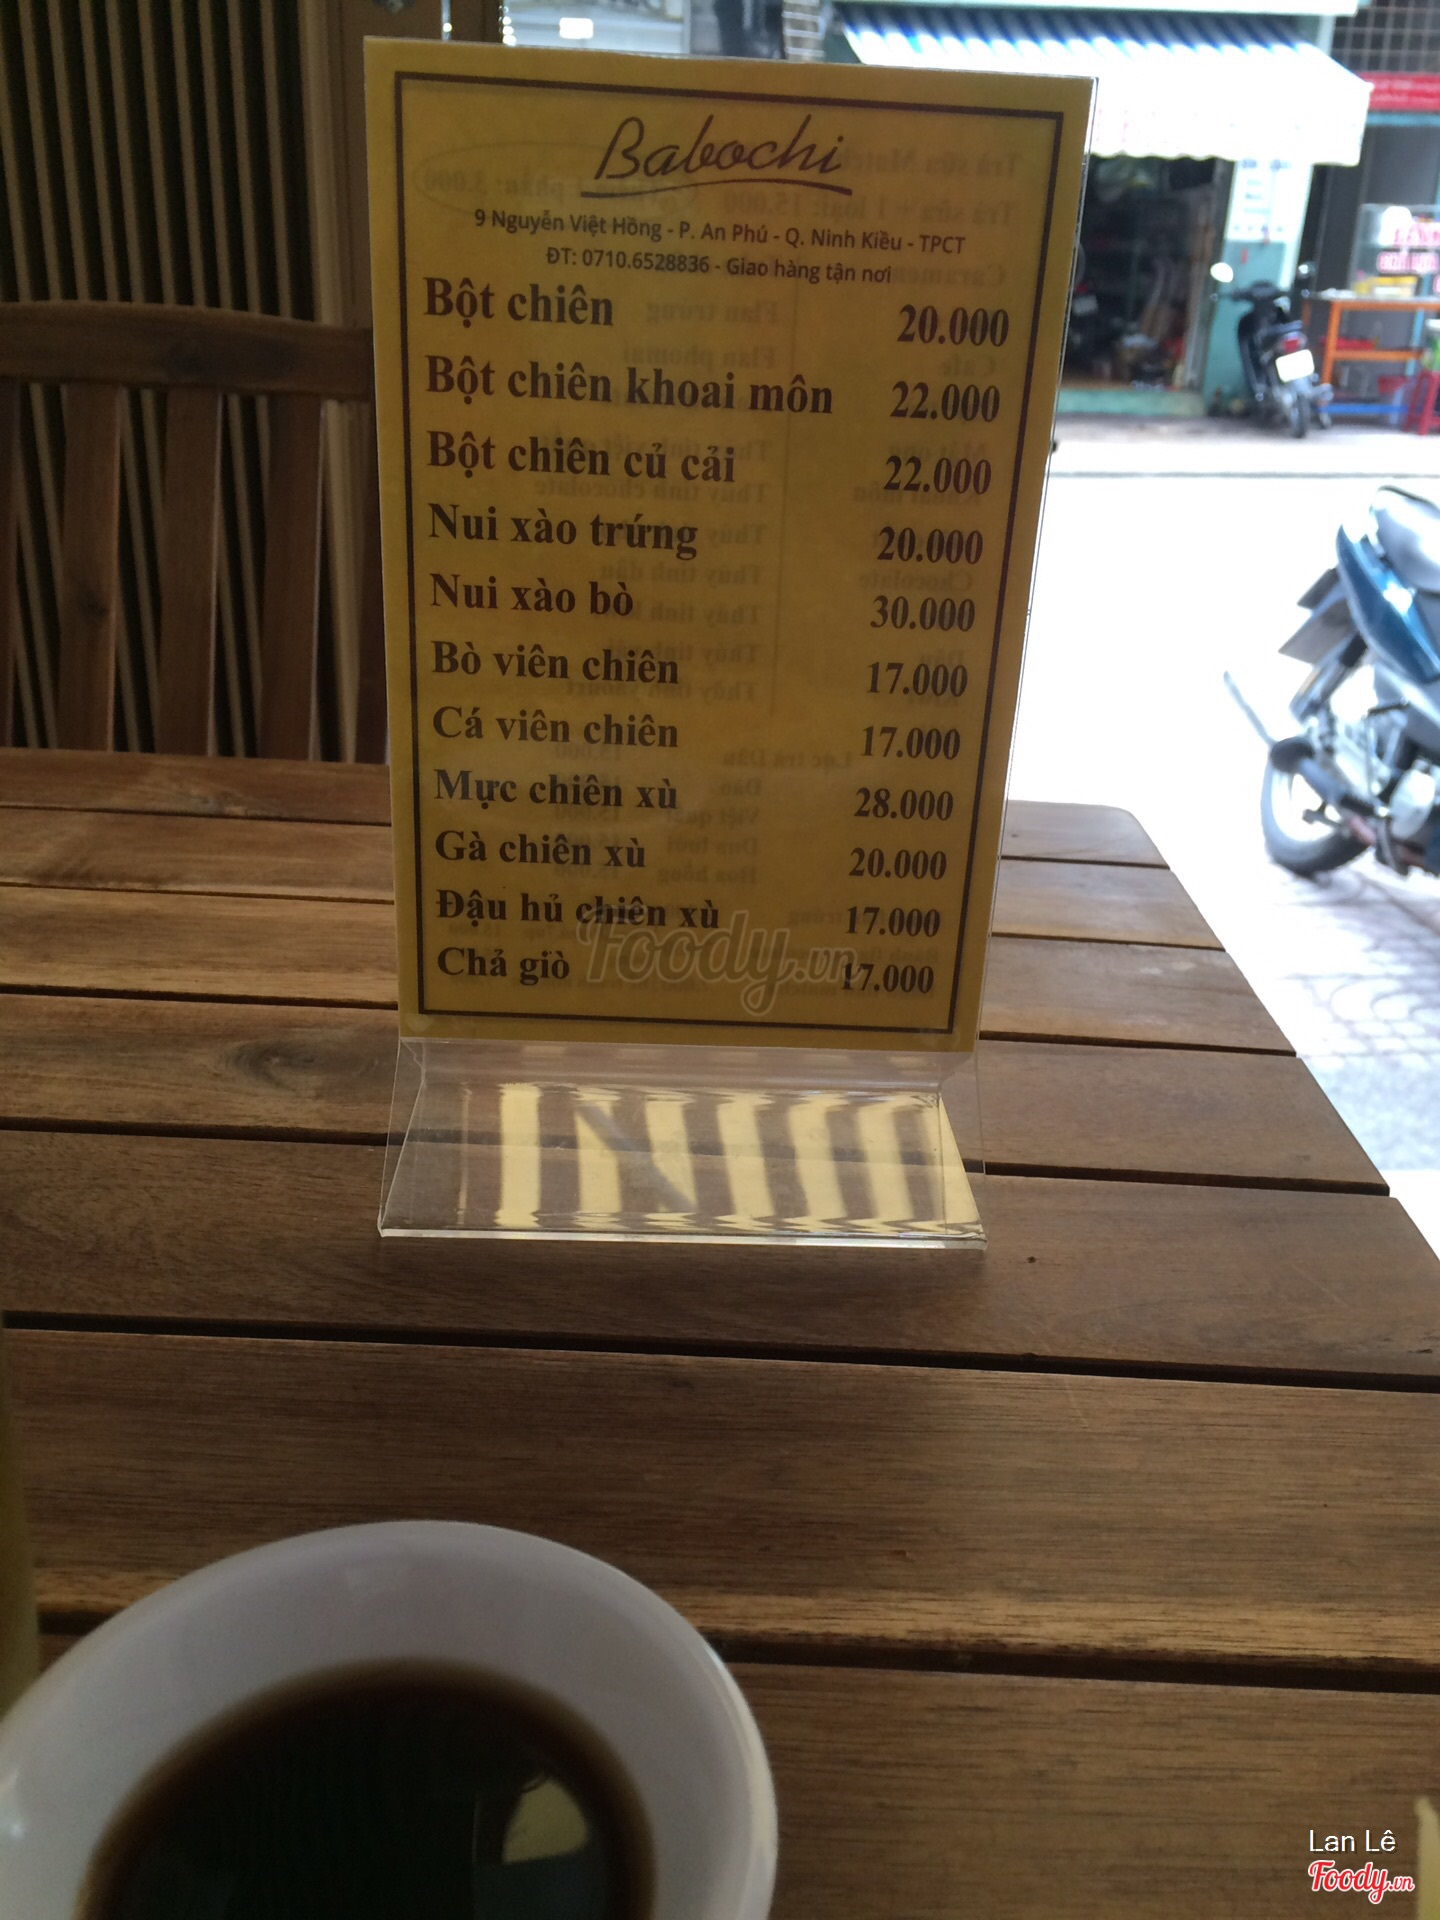 Babochi
9 Nguyễn Việt Hồng - P. An Phú - Q. Ninh Kiều - TPCT
ĐT: 0710.6528836 - Giao hàng tận nơi
Bột chiên 20.000
Bột chiên khoai môn 22.000
Bột chiên củ cải 22.000
Nui xào trứng 20.000
Nui xào bò 30.000
Bò viên chiên 17.000
Cá viên chiên 17.000
Mực chiên xù 28.000
Gà chiên xù 20.000
Đậu hủ chiên xù 17.000
Chả giò 17.000
Foody.vn
Lan Lê
Foody.vn